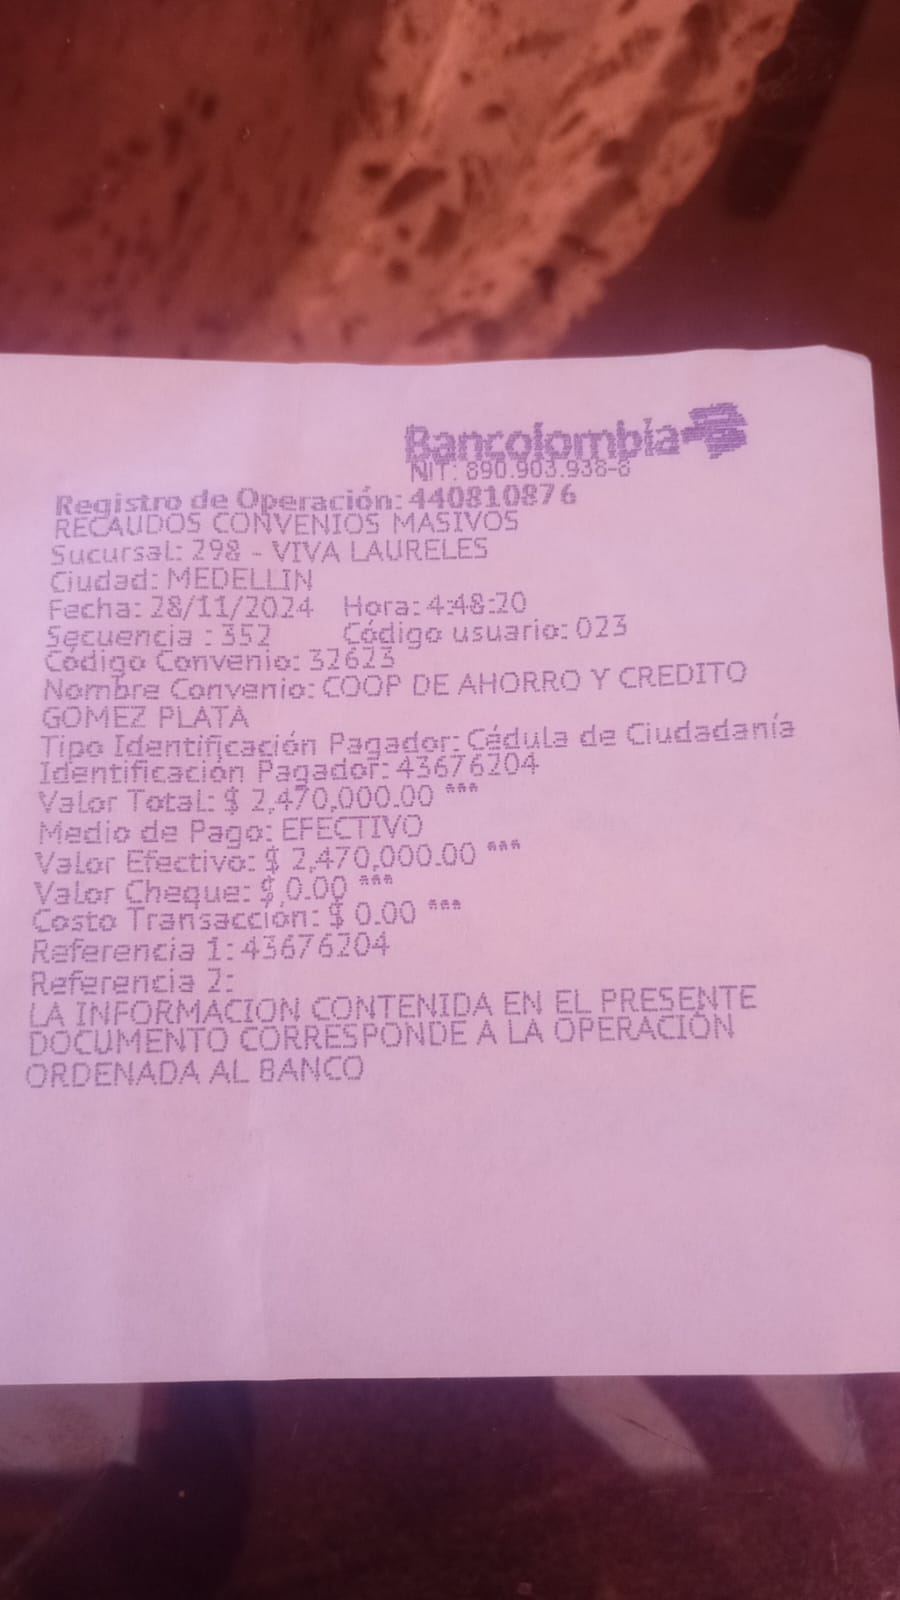 Bancolombia
NIT: 890.903.938-8
Registro de Operación: 440810876
RECAUDOS CONVENIOS MASIVOS
Sucursal: 298 - VIVA LAURELES
Ciudad: MEDELLIN
Fecha: 28/11/2024 Hora: 4:48:20
Secuencia : 352 Código usuario: 023
Código Convenio: 32623
Nombre Convenio: COOP DE AHORRO Y CREDITO
GOMEZ PLATA
Tipo Identificación Pagador: Cédula de Ciudadanía
Identificación Pagador: 43676204
Valor Total: $ 2,470,000.00 ***
Medio de Pago: EFECTIVO
Valor Efectivo: $ 2,470,000.00 ***
Valor Cheque: $ 0.00 ***
Costo Transacción: $ 0.00 ***
Referencia 1: 43676204
Referencia 2:
LA INFORMACION CONTENIDA EN EL PRESENTE
DOCUMENTO CORRESPONDE A LA OPERACIÓN
ORDENADA AL BANCO